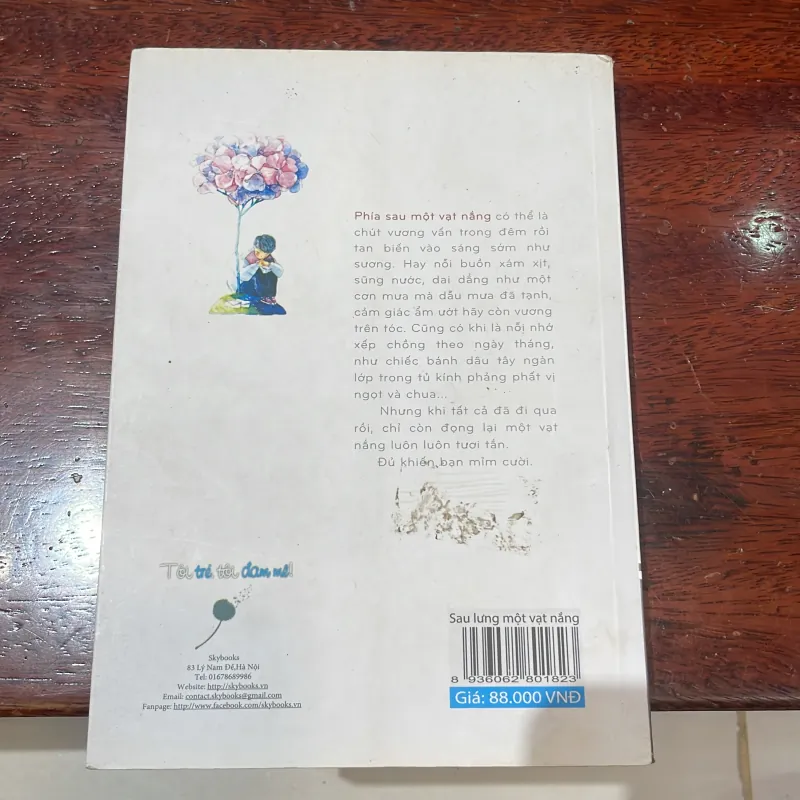 Phía sau một vạt nắng có thể là
chút vương vấn trong đêm rồi
tan biến vào sáng sớm như
sương. Hay nỗi buồn xám xịt,
sũng nước, dai dẳng như một
cơn mưa mà dẫu mưa đã tạnh,
cảm giác ẩm ướt hãy còn vương
trên tóc. Cũng có khi là nỗi nhớ
xếp chồng theo ngày tháng,
như chiếc bánh dâu tây ngàn
lớp trong tủ kính phảng phất vị
ngọt và chua...
Nhưng khi tất cả đã đi qua
rồi, chỉ còn đọng lại một vạt
nắng luôn luôn tươi tắn.
Đủ khiến bạn mỉm cười.
Tôi trẻ, tôi đam mê!
Skybooks
83 Lý Nam Đế,Hà Nội
Tel: 01678689986
Website: http://skybooks.vn
Email: contact.skybooks@gmail.com
Fanpage: http://www.facebook.com/skybooks.vn
Sau lưng một vạt nắng
8 936062 801823
Giá: 88.000 VNĐ